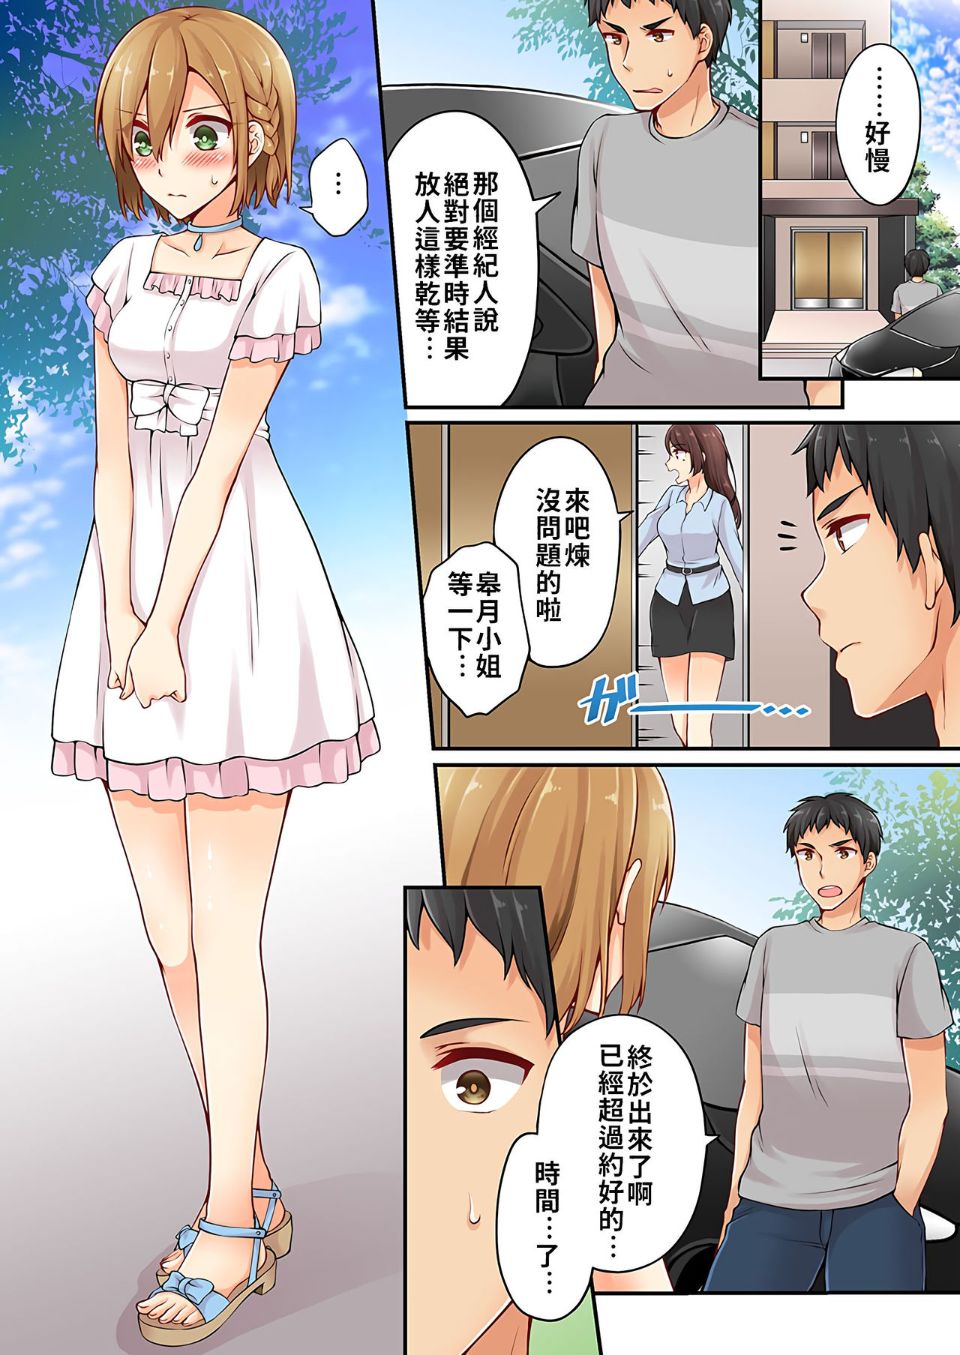 ……好慢
那個經紀人說
絕對要準時結果
放人這樣乾等…
來吧煉
沒問題的啦
皋月小姐
等一下…
ガー…
終於出來了啊
已經超過約好的…
時間…了…
…